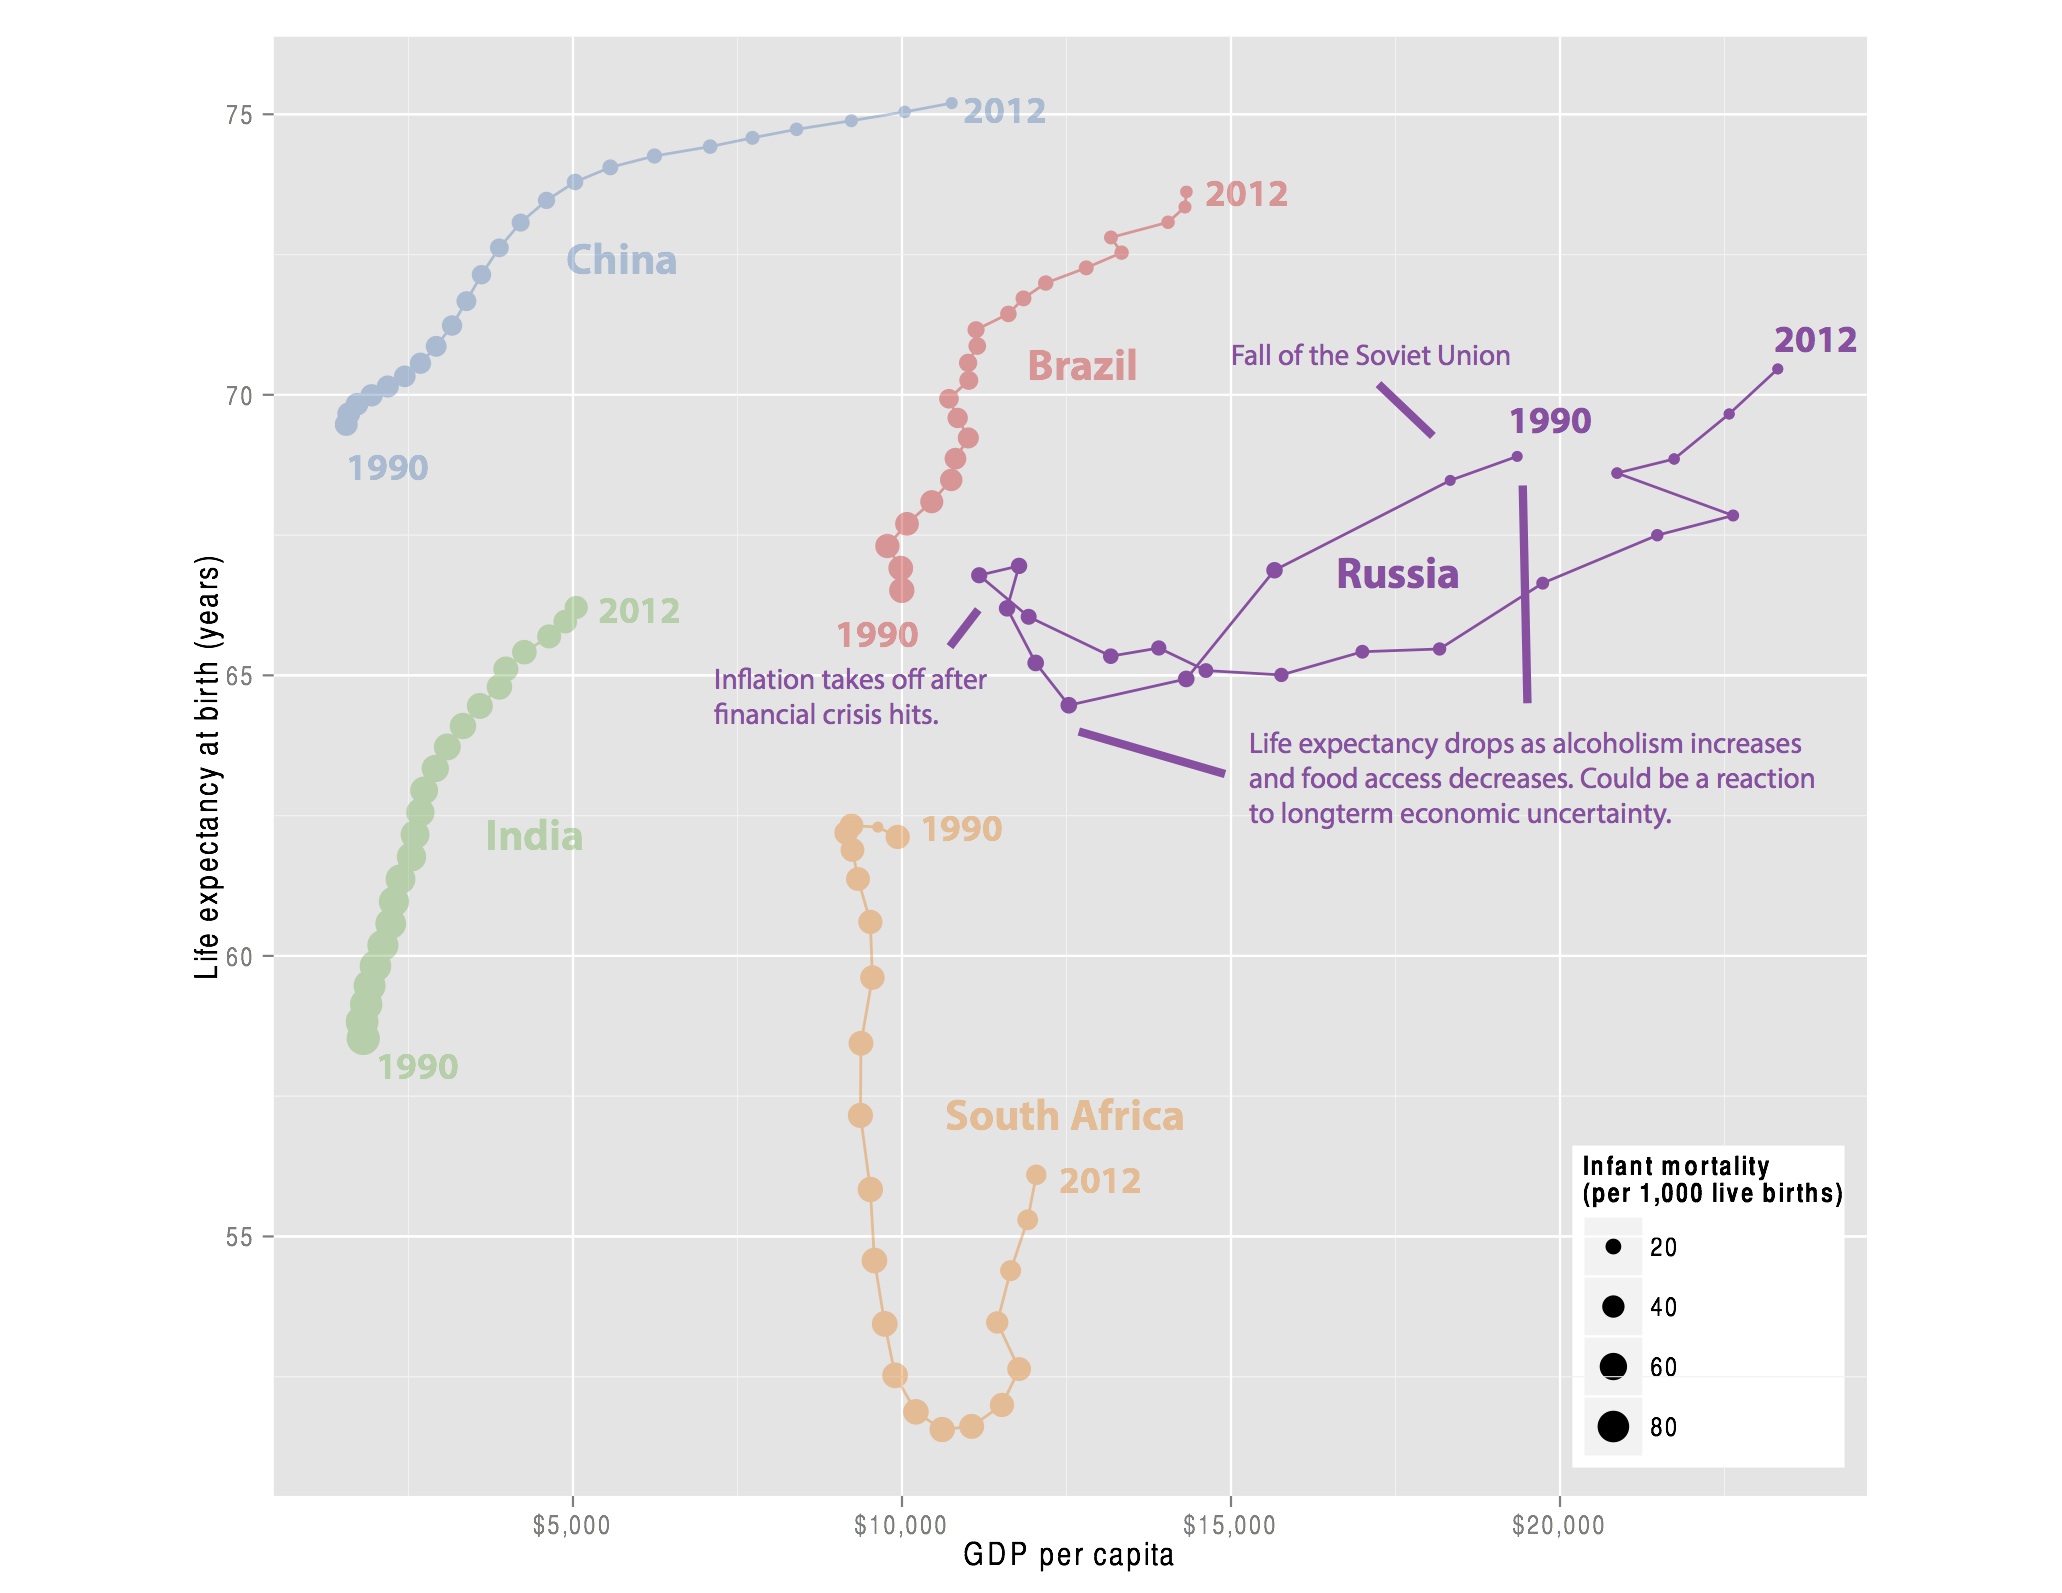 75
2012
2012
China
2012
Fall of the Soviet Union
Brazil
70
1990
1990
Russia
2012
1990
Inflation takes off after
financial crisis hits.
65
Life expectancy drops as alcoholism increases
and food access decreases. Could be a reaction
to longterm economic uncertainty.
1990
India
Life expectancy at birth (years)
60
1990
South Africa
2012
55
Infant mortality
(per 1,000 live births)
20
40
60
80
$5,000
$10,000
$15,000
$20,000
GDP per capita